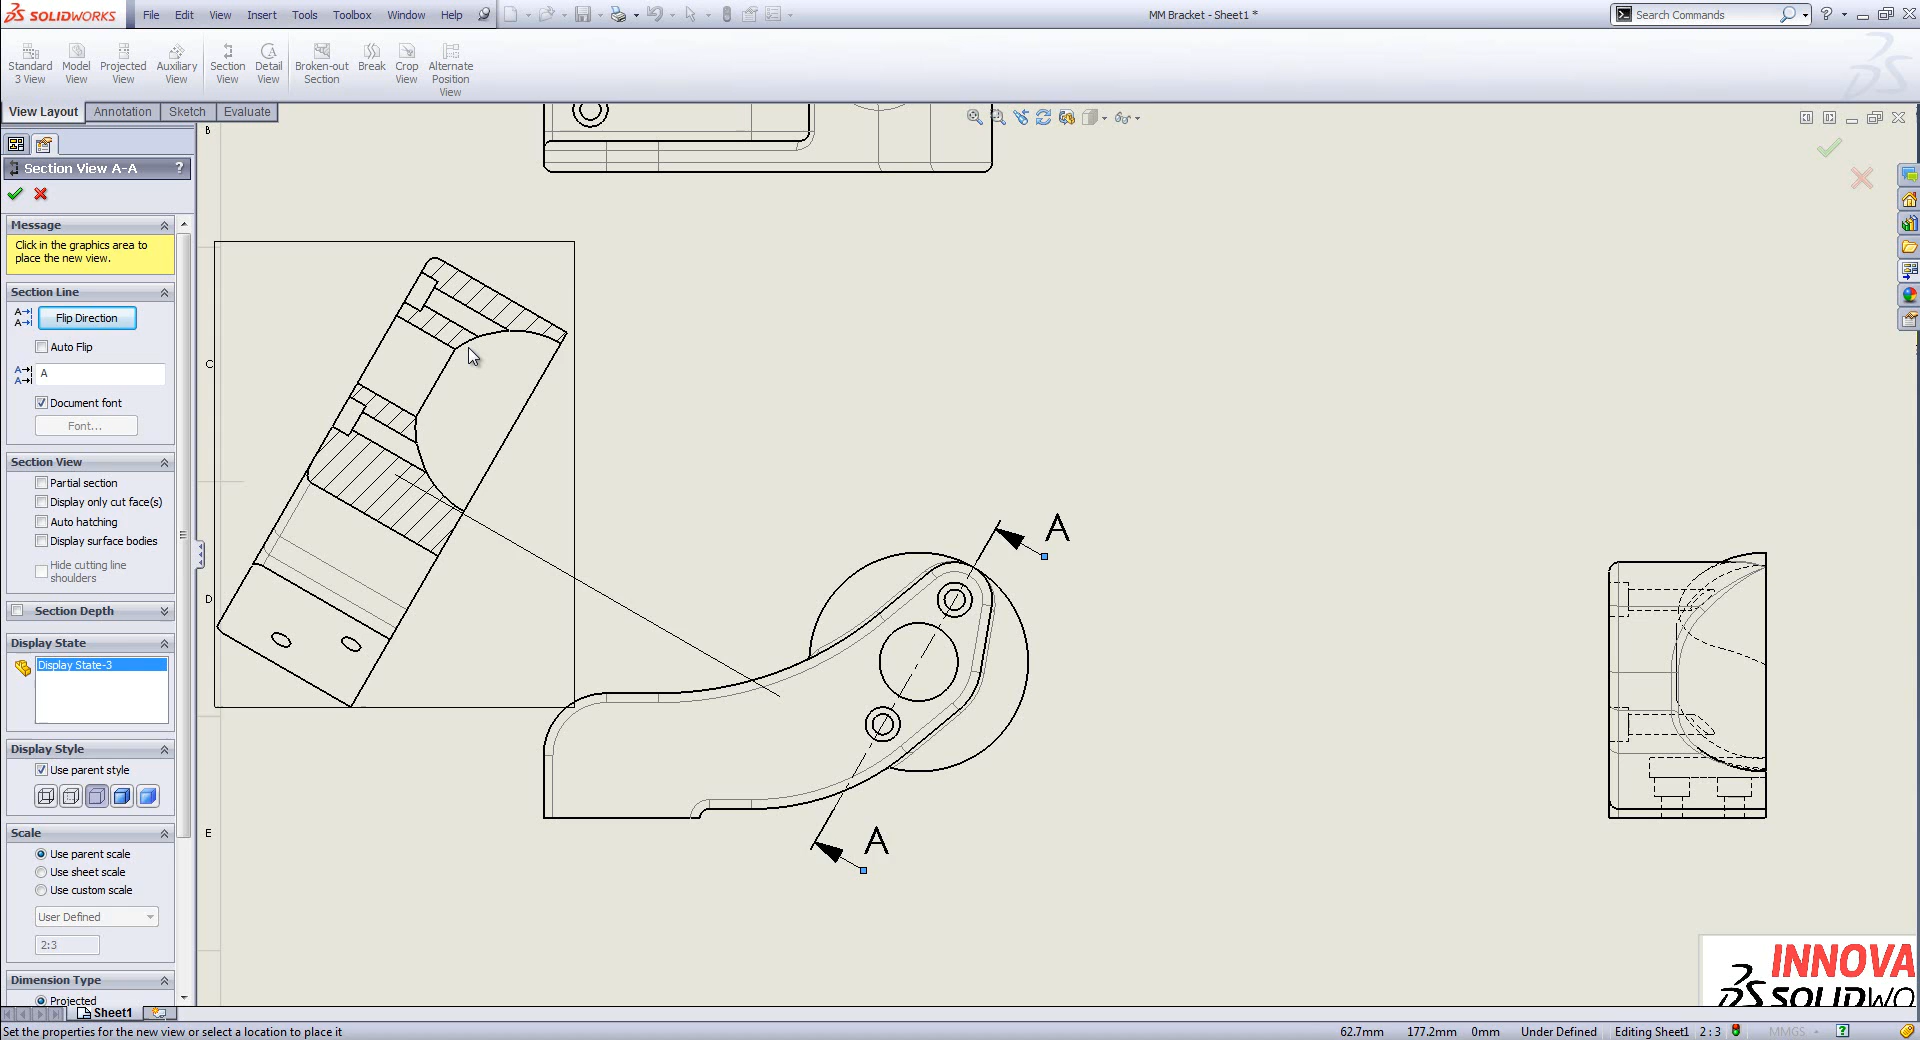 SOLIDWORKS File Edit View Insert Tools Toolbox Window Help MM Bracket - Sheet1 * Search Commands
Standard 3 View
Model View
Projected View
Auxiliary View
Section View
Detail View
Broken-out Section
Break
Crop View
Alternate Position View
View Layout Annotation Sketch Evaluate
Section View A-A ?
Message
Click in the graphics area to
place the new view.
Section Line
Flip Direction
Auto Flip
A
Document font
Font...
Section View
Partial section
Display only cut face(s)
Auto hatching
Display surface bodies
Hide cutting line
shoulders
Section Depth
Display State
Display State-3
Display Style
Use parent style
Scale
Use parent scale
Use sheet scale
Use custom scale
User Defined
2:3
Dimension Type
Projected
B
C
D
E
A
A
INNOVA
SOLIDWO
Sheet1
Set the properties for the new view or select a location to place it 62.7mm 177.2mm 0mm Under Defined Editing Sheet1 2 : 3 MMGS